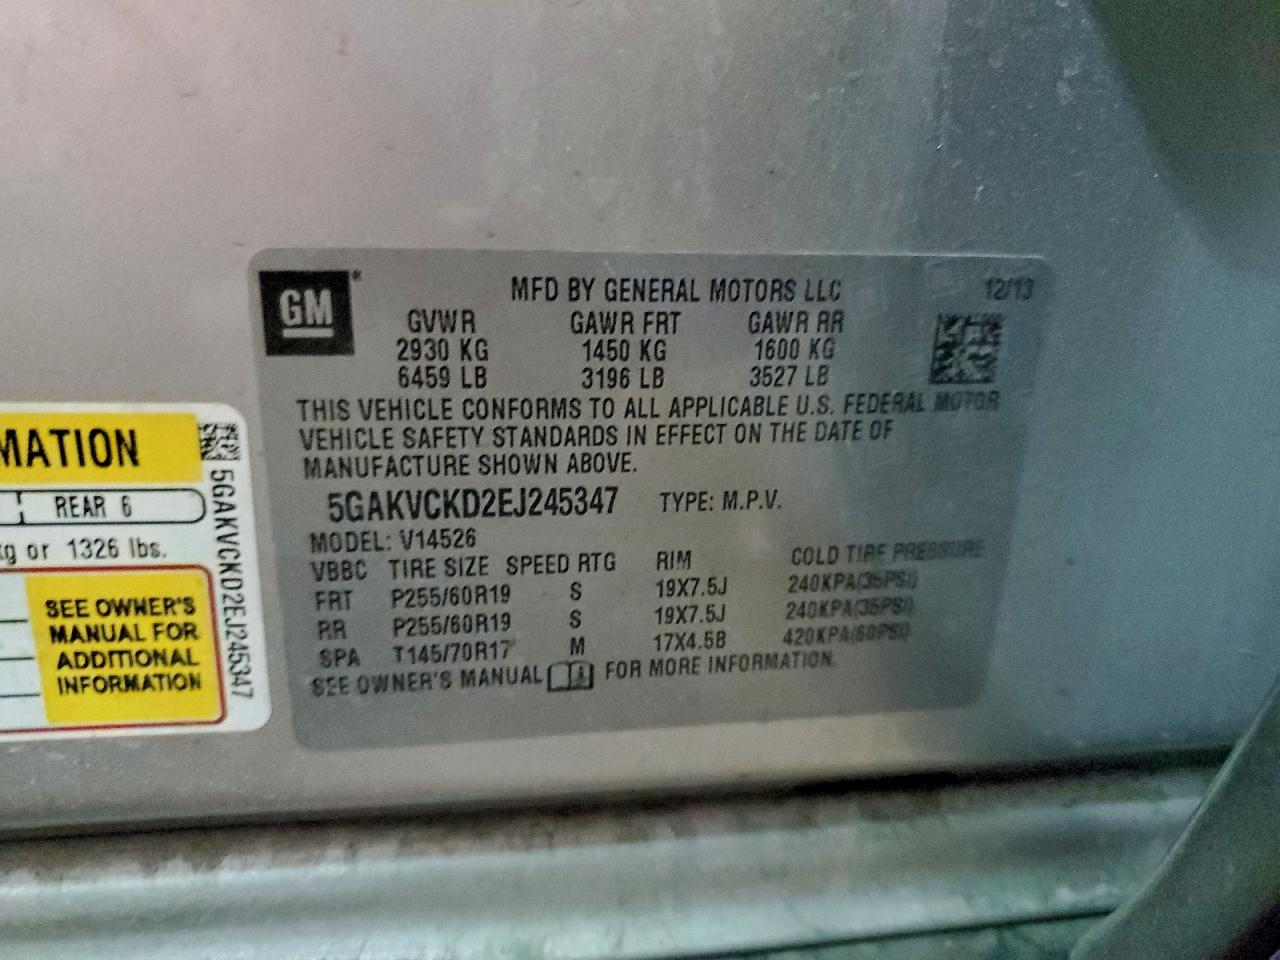 GM
MFD BY GENERAL MOTORS LLC 12/13
GVWR GAWR FRT GAWR RR
2930 KG 1450 KG 1600 KG
6459 LB 3196 LB 3527 LB
THIS VEHICLE CONFORMS TO ALL APPLICABLE U.S. FEDERAL MOTOR
VEHICLE SAFETY STANDARDS IN EFFECT ON THE DATE OF
MANUFACTURE SHOWN ABOVE.
5GAKVCKD2EJ245347 TYPE: M.P.V.
MODEL: V14526
VBBC TIRE SIZE SPEED RTG RIM COLD TIRE PRESSURE
FRT P255/60R19 S 19X7.5J 240KPA(35PSI)
RR P255/60R19 S 19X7.5J 240KPA(35PSI)
SPA T145/70R17 M 17X4.5B 420KPA(60PSI)
SEE OWNER'S MANUAL FOR MORE INFORMATION.
MATION
REAR 6
kg or 1326 lbs.
SEE OWNER'S
MANUAL FOR
ADDITIONAL
INFORMATION
5GAKVCKD2EJ245347